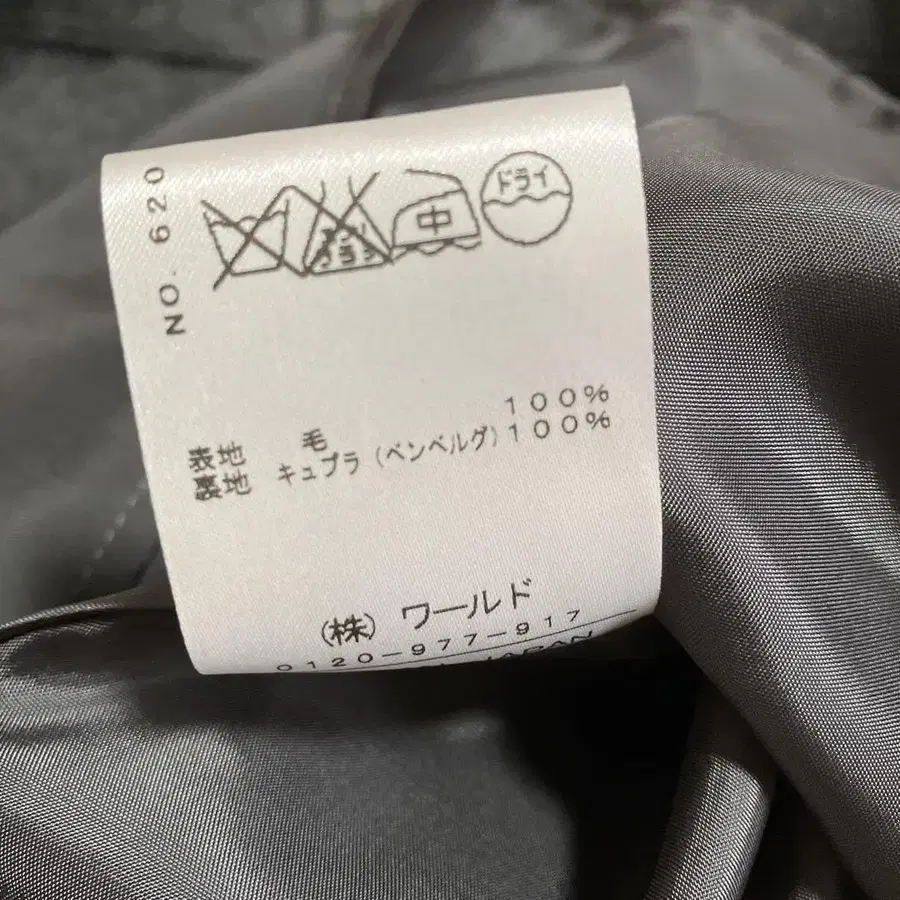 NO. 620
中
ドライ
表地 毛 100%
裏地 キュプラ(ベンベルグ)100%
(株)ワールド
0120-977-917
JAPAN